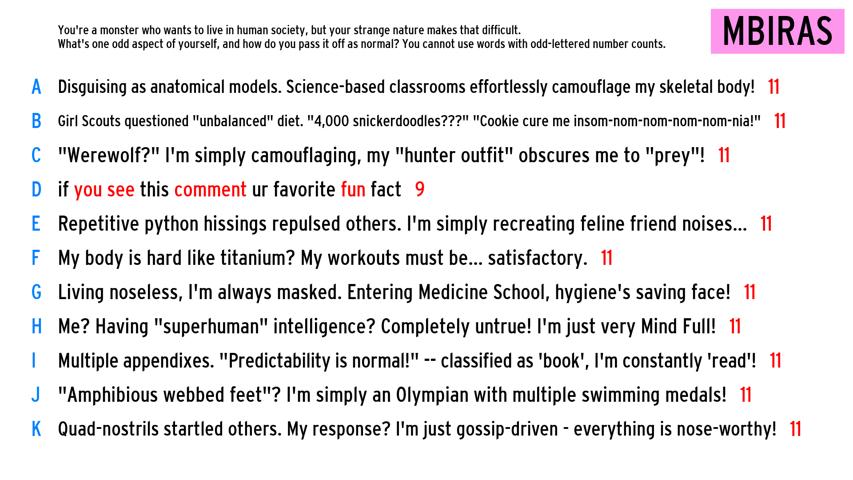 You're a monster who wants to live in human society, but your strange nature makes that difficult.
What's one odd aspect of yourself, and how do you pass it off as normal? You cannot use words with odd-lettered number counts.
MBIRAS
A Disguising as anatomical models. Science-based classrooms effortlessly camouflage my skeletal body! 11
B Girl Scouts questioned "unbalanced" diet. "4,000 snickerdoodles???" "Cookie cure me insom-nom-nom-nom-nom-nia!" 11
C "Werewolf?" I'm simply camouflaging, my "hunter outfit" obscures me to "prey"! 11
D if you see this comment ur favorite fun fact 9
E Repetitive python hissings repulsed others. I'm simply recreating feline friend noises... 11
F My body is hard like titanium? My workouts must be... satisfactory. 11
G Living noseless, I'm always masked. Entering Medicine School, hygiene's saving face! 11
H Me? Having "superhuman" intelligence? Completely untrue! I'm just very Mind Full! 11
I Multiple appendixes. "Predictability is normal!" -- classified as 'book', I'm constantly 'read'! 11
J "Amphibious webbed feet"? I'm simply an Olympian with multiple swimming medals! 11
K Quad-nostrils startled others. My response? I'm just gossip-driven - everything is nose-worthy! 11